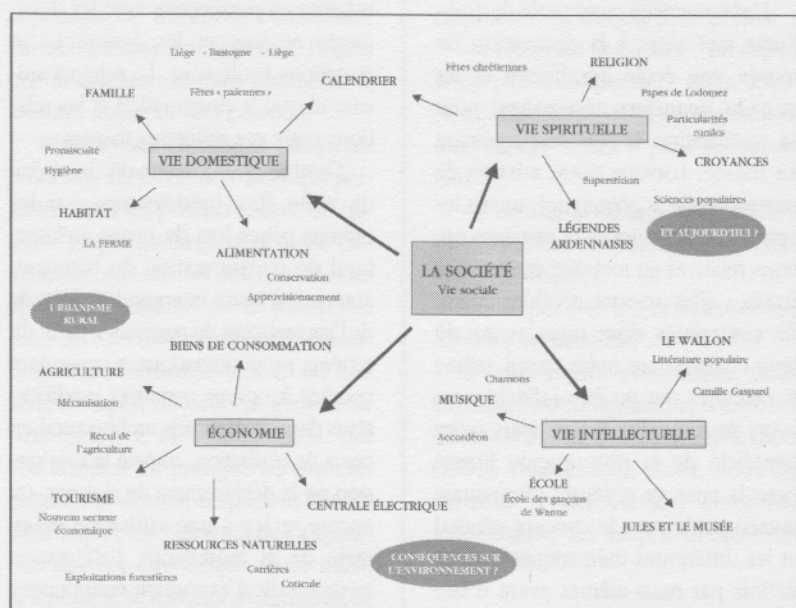 Liège - Bastogne - Liège
Fêtes « païennes »
CALENDRIER
FAMILLE
Promiscuité
Hygiène
VIE DOMESTIQUE
HABITAT
LA FERME
URBANISME
RURAL
ALIMENTATION
Conservation
Approvisionnement
Fêtes chrétiennes
RELIGION
Papes de Lodomez
Particularités
rurales
VIE SPIRITUELLE
CROYANCES
Superstition
Sciences populaires
LÉGENDES
ARDENNAISES
ET AUJOURD'HUI ?
LA SOCIÉTÉ
Vie sociale
BIENS DE CONSOMMATION
AGRICULTURE
Mécanisation
Recul de
l'agriculture
ÉCONOMIE
TOURISME
Nouveau secteur
économique
CENTRALE ÉLECTRIQUE
RESSOURCES NATURELLES
Exploitations forestières
Carrières
Coticule
CONSÉQUENCES SUR
L'ENVIRONNEMENT ?
LE WALLON
Littérature populaire
Camille Gaspard
Chansons
MUSIQUE
Accordéon
VIE INTELLECTUELLE
ÉCOLE
École des garçons
de Wanne
JULES ET LE MUSÉE